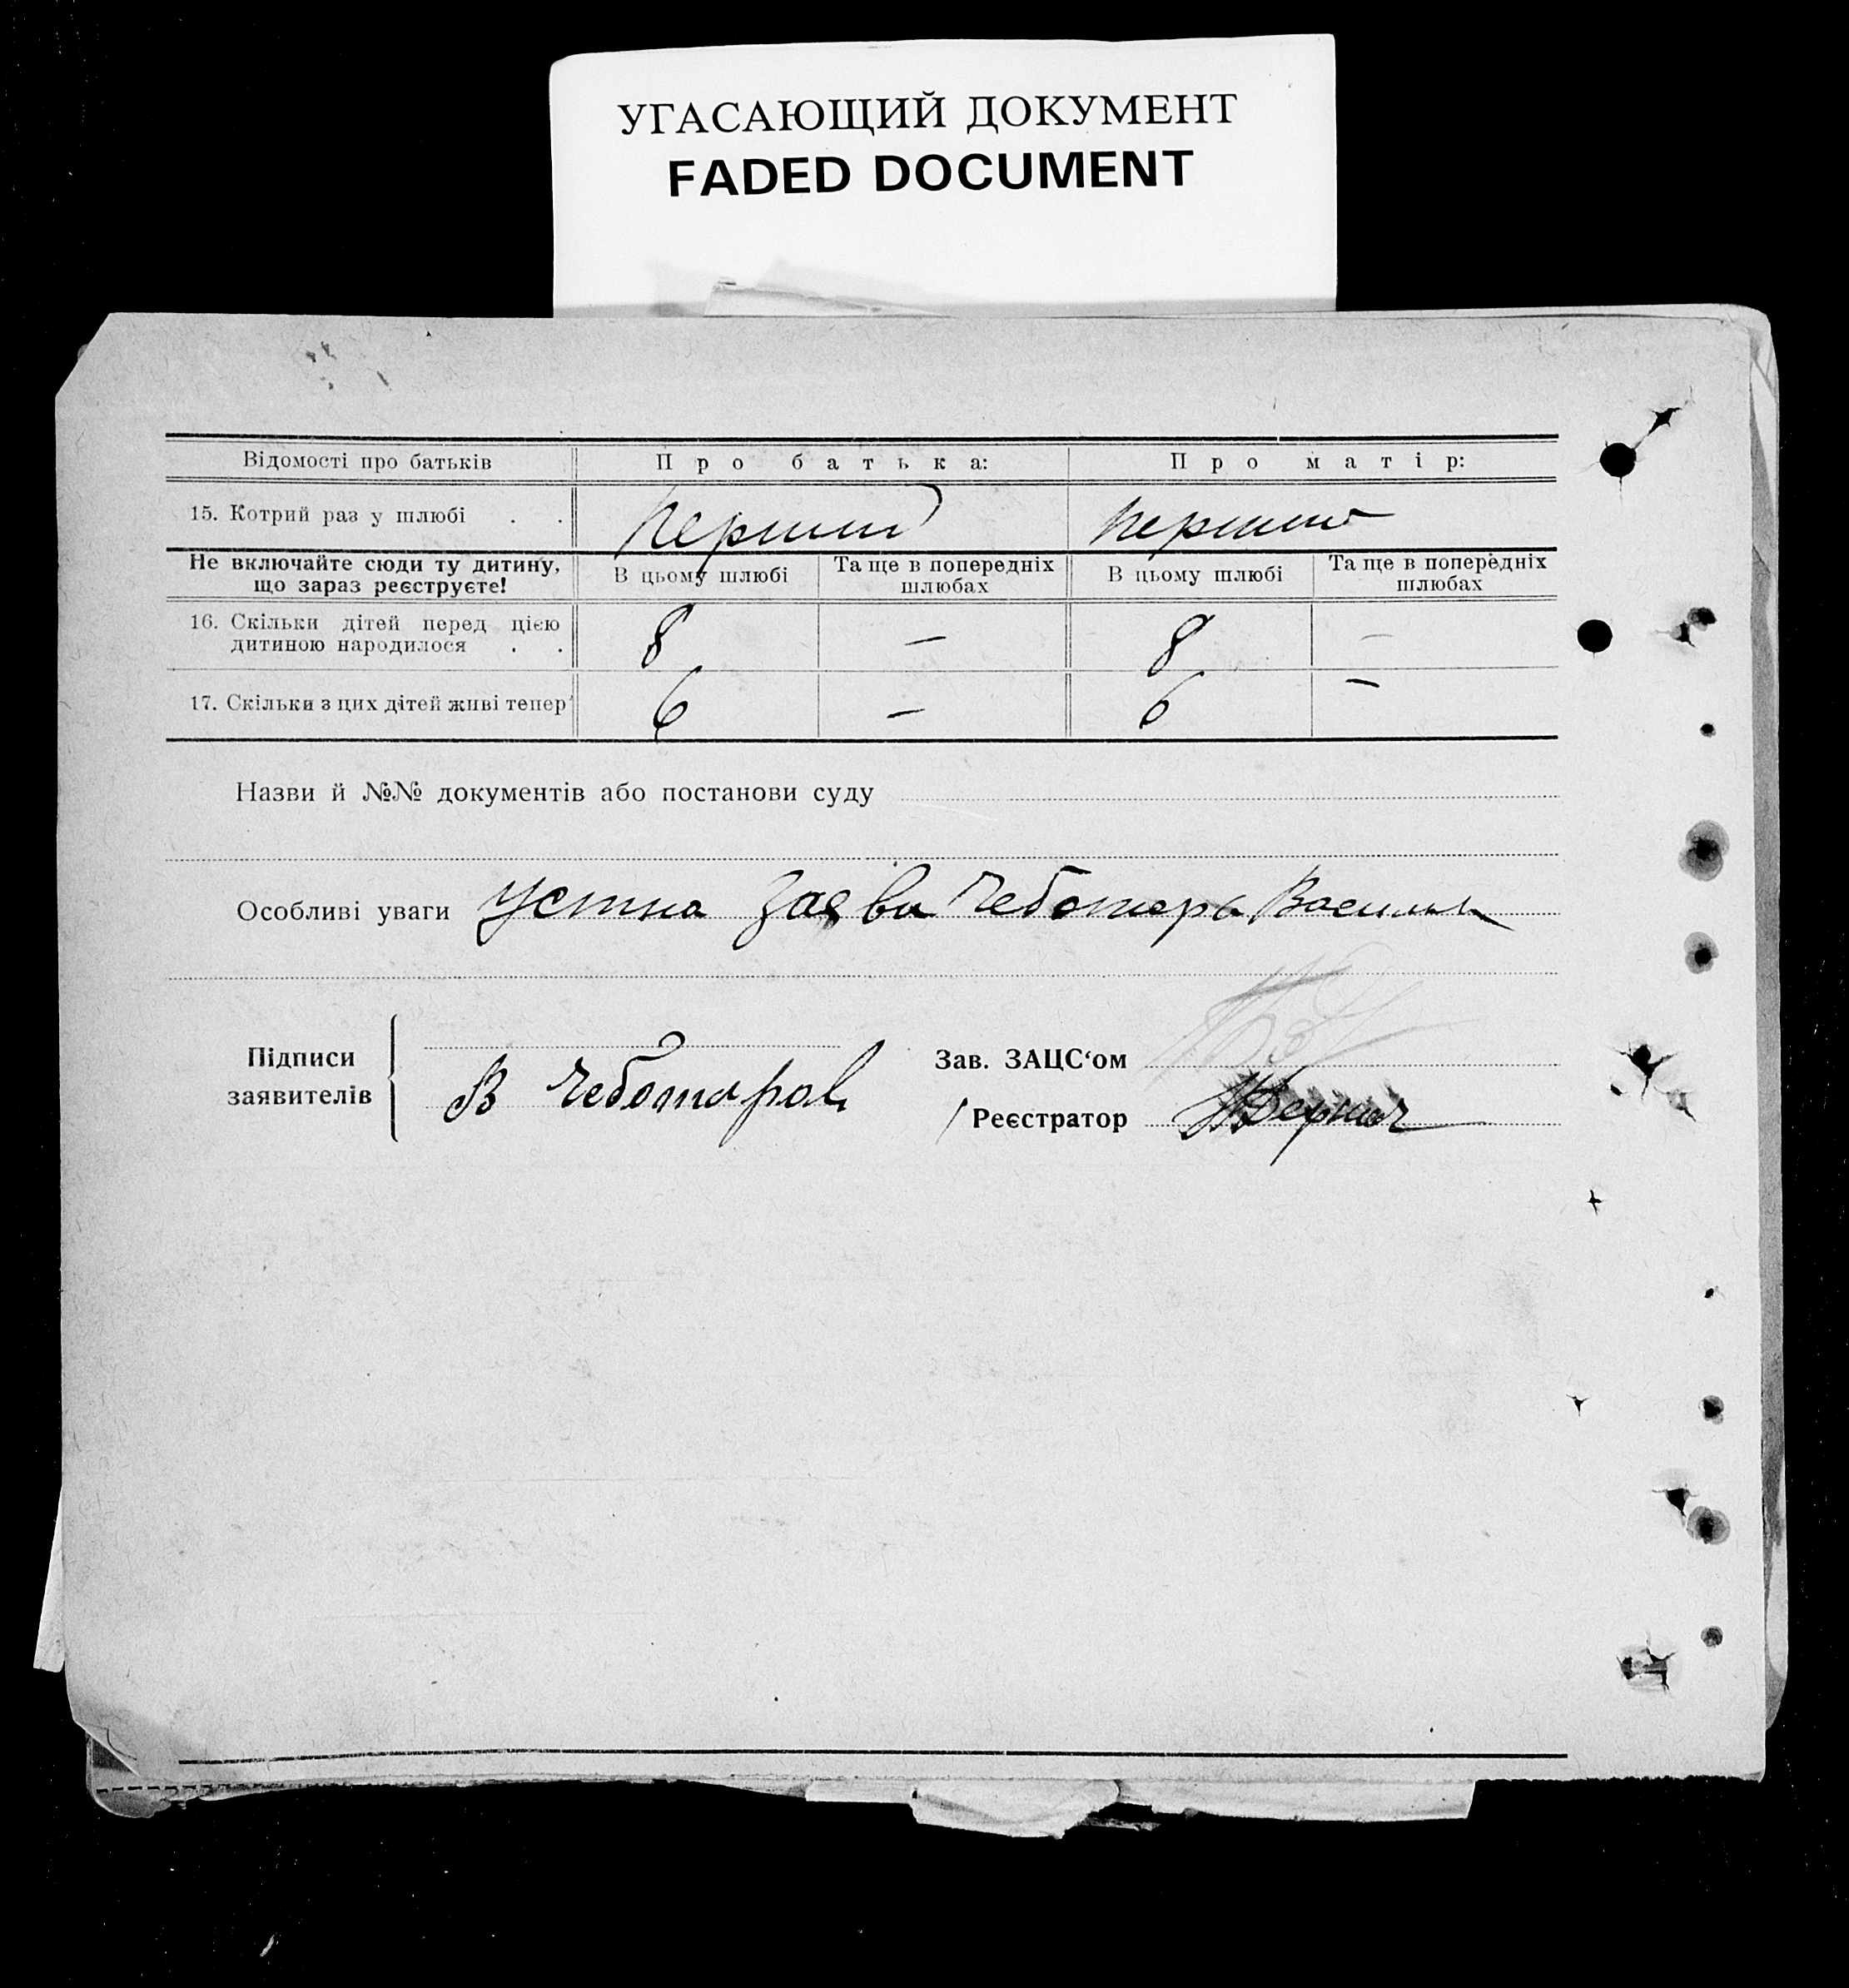 УГАСАЮЩИЙ ДОКУМЕНТ
FADED DOCUMENT
Відомості про батьків Про батька: Про матір:
15. Котрий раз у шлюбі . . Перший перший
Не включайте сюди ту дитину,
що зараз реєструєте!
В цьому шлюбі
Та ще в попередніх
шлюбах
В цьому шлюбі
Та ще в попередніх
шлюбах
16. Скільки дітей перед цією
дитиною народилося . . 8 — 8 —
17. Скільки з цих дітей живі тепер 6 — 6 —
Назви й №№ документів або постанови суду
Особливі уваги Устна заява Чеботаря Василия
Підписи
заявителів
В Чеботарав
Зав. ЗАЦС‘ом
Реєстратор